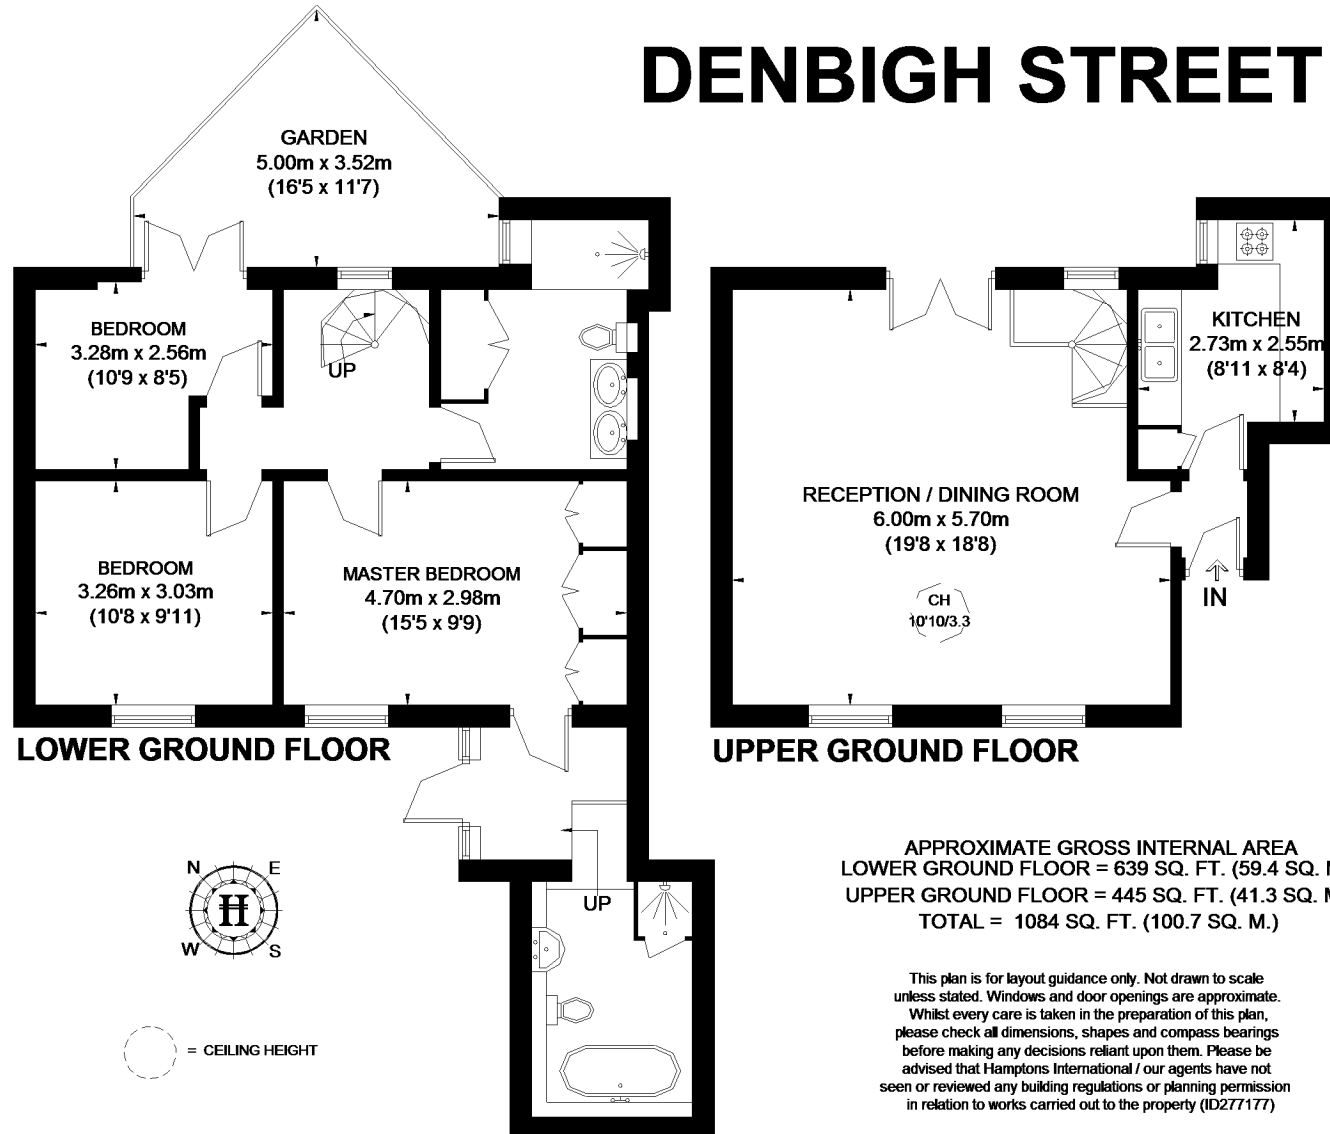 DENBIGH STREET
GARDEN
5.00m x 3.52m
(16'5 x 11'7)
BEDROOM
3.28m x 2.56m
(10'9 x 8'5)
UP
KITCHEN
2.73m x 2.55m
(8'11 x 8'4)
BEDROOM
3.26m x 3.03m
(10'8 x 9'11)
MASTER BEDROOM
4.70m x 2.98m
(15'5 x 9'9)
RECEPTION / DINING ROOM
6.00m x 5.70m
(19'8 x 18'8)
CH
10'10/3.3
IN
LOWER GROUND FLOOR
UPPER GROUND FLOOR
UP
N
E
H
W
S
= CEILING HEIGHT
APPROXIMATE GROSS INTERNAL AREA
LOWER GROUND FLOOR = 639 SQ. FT. (59.4 SQ.
UPPER GROUND FLOOR = 445 SQ. FT. (41.3 SQ.
TOTAL = 1084 SQ. FT. (100.7 SQ. M.)
This plan is for layout guidance only. Not drawn to scale
unless stated. Windows and door openings are approximate.
Whilst every care is taken in the preparation of this plan,
please check all dimensions, shapes and compass bearings
before making any decisions reliant upon them. Please be
advised that Hamptons International / our agents have not
seen or reviewed any building regulations or planning permission
in relation to works carried out to the property (ID277177)